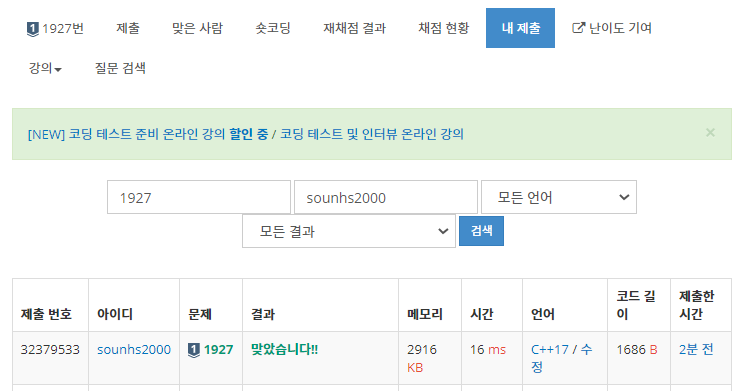 1 1927번 제출 맞은 사람 숏코딩 재채점 결과 채점 현황 내 제출 난이도 기여
강의 질문 검색
[NEW] 코딩 테스트 준비 온라인 강의 할인 중 / 코딩 테스트 및 인터뷰 온라인 강의 ×
1927 sounhs2000 모든 언어
모든 결과 검색
제출 번호 아이디 문제 결과 메모리 시간 언어 코드 길이 제출한 시간
32379533 sounhs2000 1 1927 맞았습니다!! 2916 KB 16 ms C++17 / 수정 1686 B 2분 전